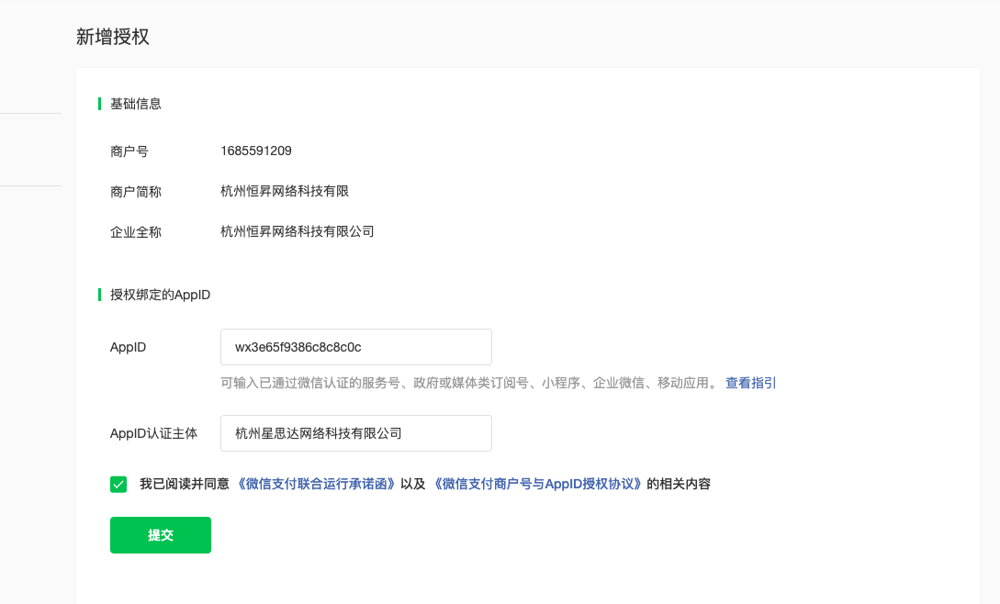 新增授权
基础信息
商户号 1685591209
商户简称 杭州恒昇网络科技有限
企业全称 杭州恒昇网络科技有限公司
授权绑定的AppID
AppID wx3e65f9386c8c8c0c
可输入已通过微信认证的服务号、政府或媒体类订阅号、小程序、企业微信、移动应用。 查看指引
AppID认证主体 杭州星思达网络科技有限公司
我已阅读并同意《微信支付联合运行承诺函》以及《微信支付商户号与AppID授权协议》的相关内容
提交